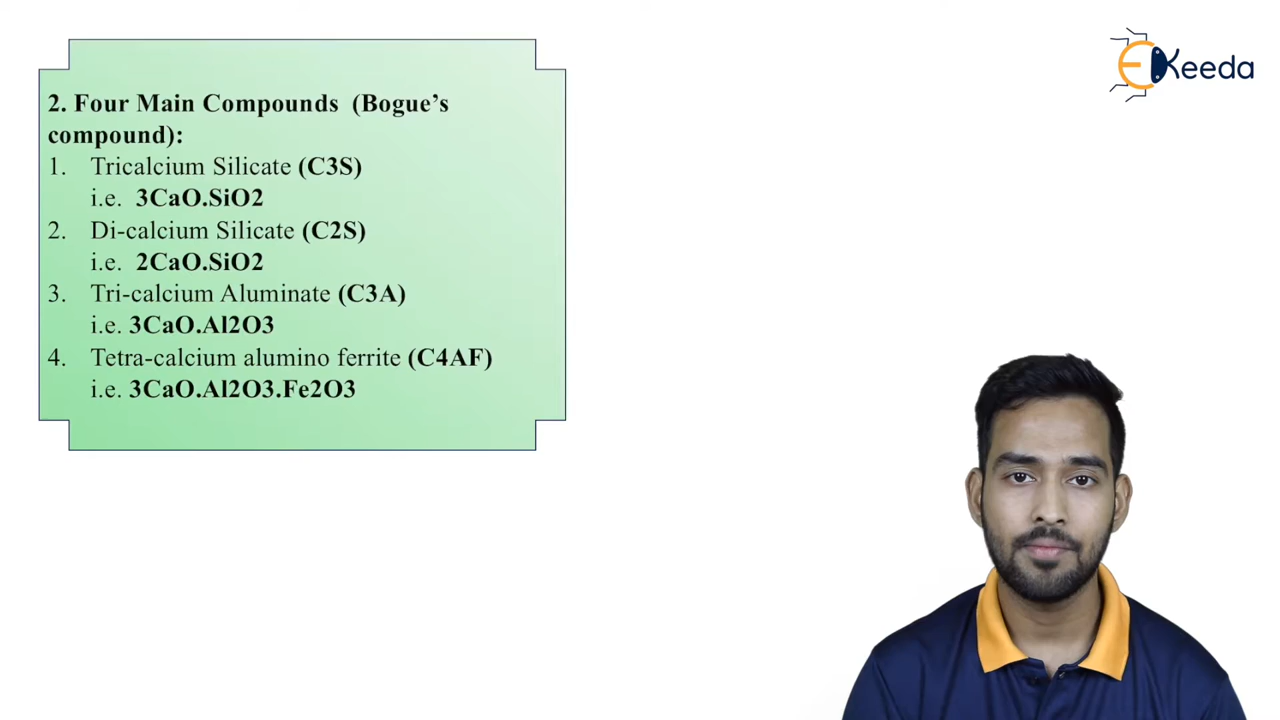 EKeeda
2. Four Main Compounds (Bogue’s
compound):
1. Tricalcium Silicate (C3S)
i.e. 3CaO.SiO2
2. Di-calcium Silicate (C2S)
i.e. 2CaO.SiO2
3. Tri-calcium Aluminate (C3A)
i.e. 3CaO.Al2O3
4. Tetra-calcium alumino ferrite (C4AF)
i.e. 3CaO.Al2O3.Fe2O3